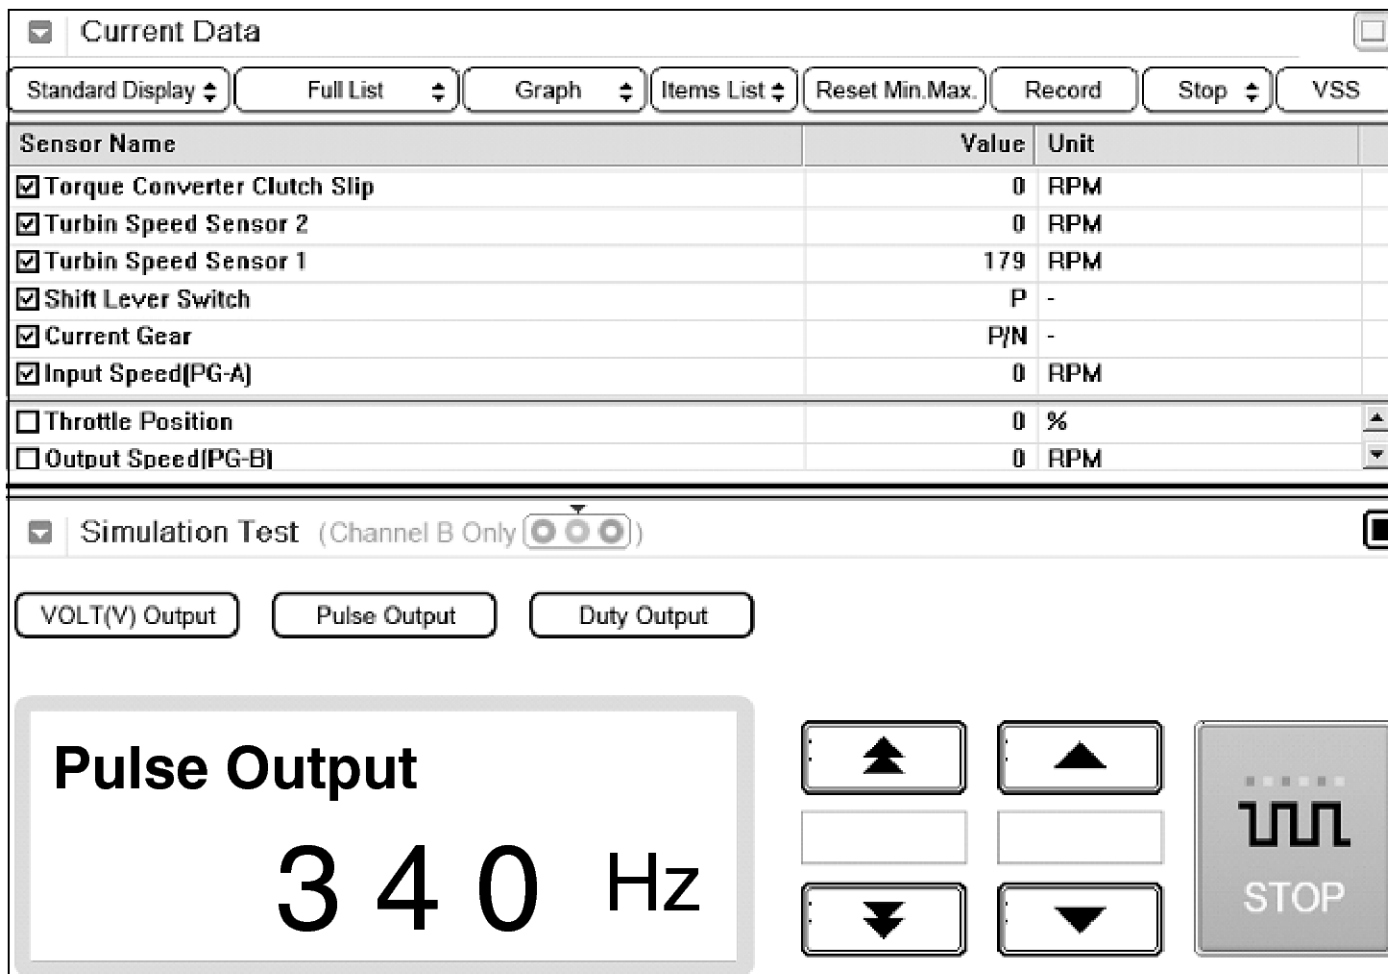 Current Data
Standard Display Full List Graph Items List Reset Min.Max. Record Stop VSS
Sensor Name Value Unit
Torque Converter Clutch Slip 0 RPM
Turbin Speed Sensor 2 0 RPM
Turbin Speed Sensor 1 179 RPM
Shift Lever Switch P -
Current Gear P/N -
Input Speed(PG-A) 0 RPM
Throttle Position 0 %
Output Speed(PG-B) 0 RPM
Simulation Test (Channel B Only )
VOLT(V) Output Pulse Output Duty Output
Pulse Output
340 Hz
STOP